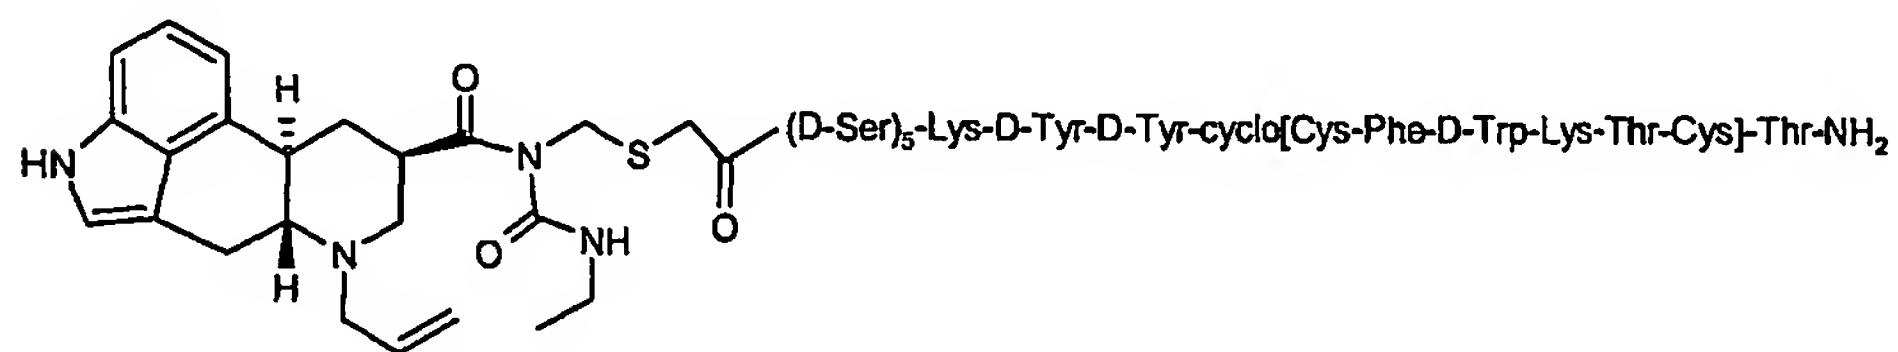 O
H
(D-Ser)5-Lys-D-Tyr-D-Tyr-cyclo[Cys-Phe-D-Trp-Lys-Thr-Cys]-Thr-NH2
HN
N
S
O
O
NH
N
H